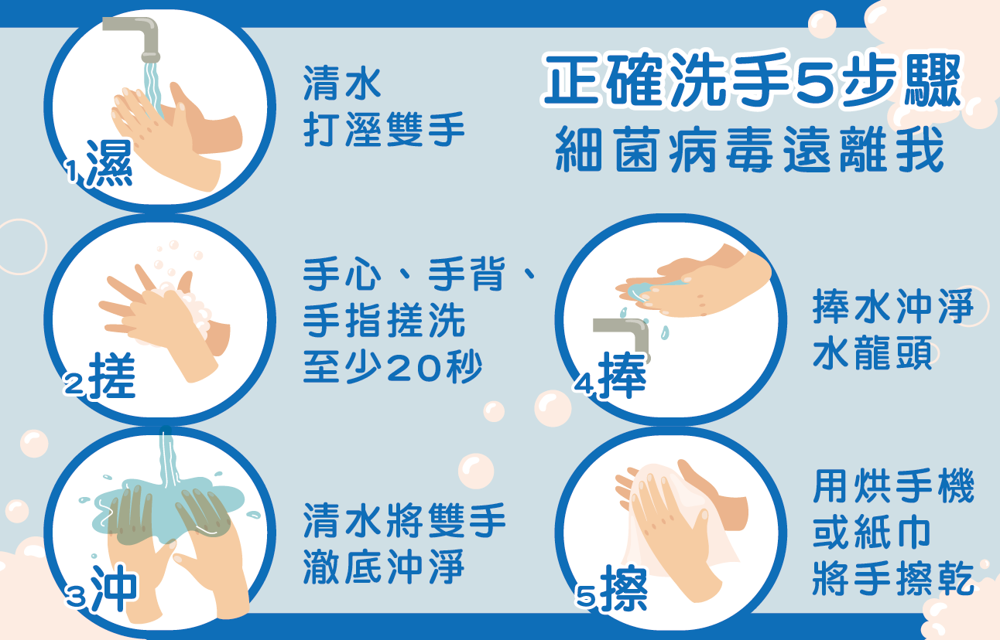 正確洗手5步驟
細菌病毒遠離我
1濕
清水
打溼雙手
2搓
手心、手背、
手指搓洗
至少20秒
3沖
清水將雙手
澈底沖淨
4捧
捧水沖淨
水龍頭
5擦
用烘手機
或紙巾
將手擦乾